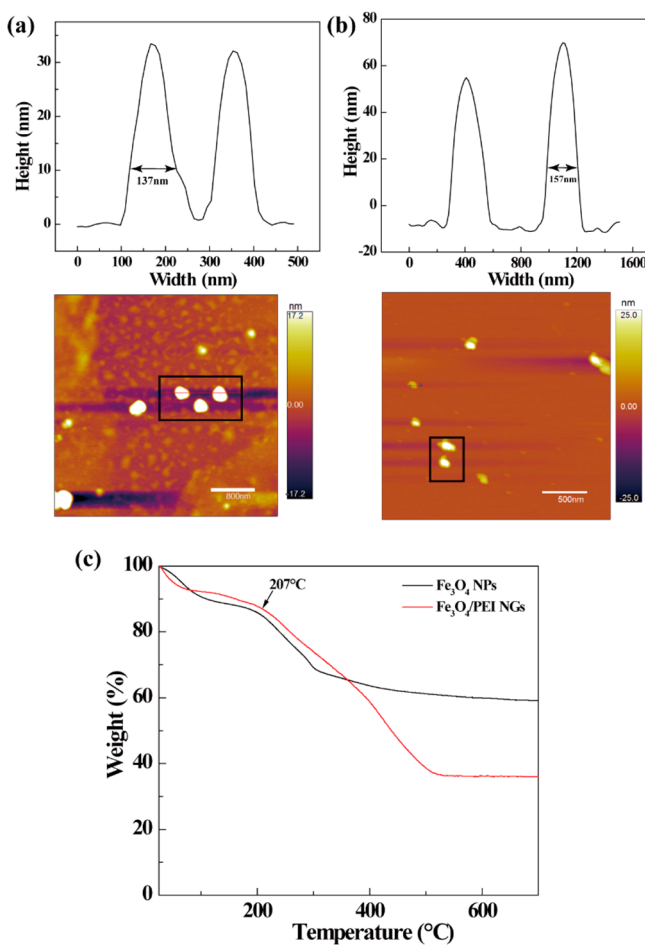 (a)
30
20
10
0
Height (nm)
137nm
0 100 200 300 400 500
Width (nm)
(b)
80
60
40
20
0
-20
Height (nm)
157nm
0 400 800 1200 1600
Width (nm)
nm
17.2
0.00
-17.2
800nm
nm
25.0
0.00
-25.0
500nm
(c)
100
80
60
40
20
0
Weight (%)
207°C
Fe₃O₄ NPs
Fe₃O₄/PEI NGs
200 400 600
Temperature (°C)